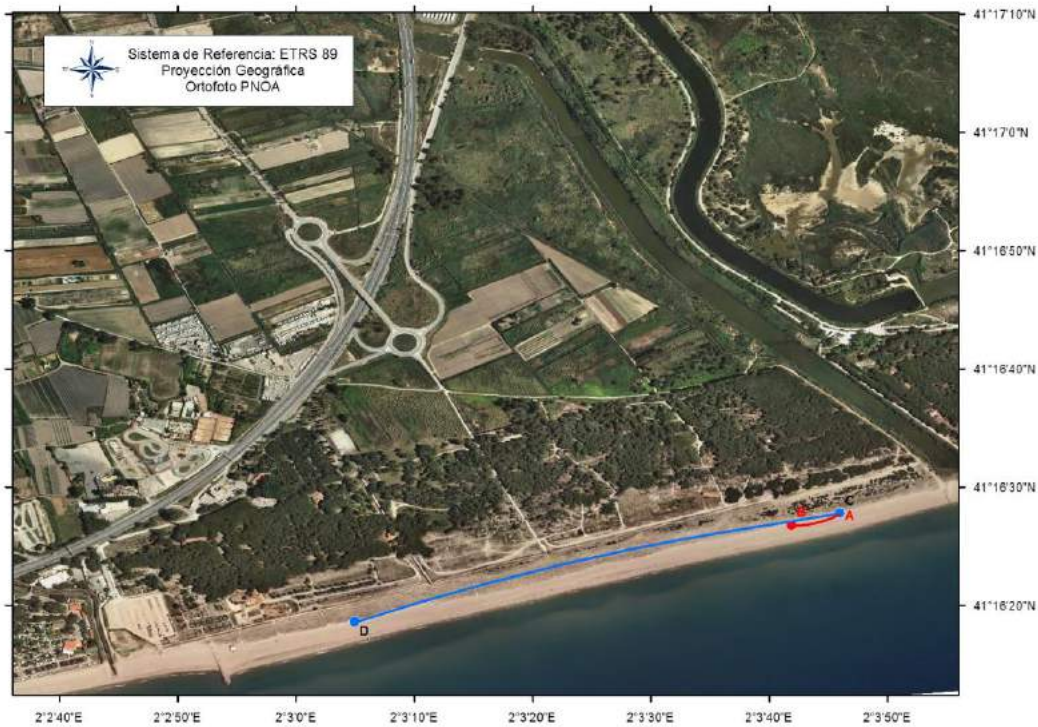 Sistema de Referencia: ETRS 89
Proyección Geográfica
Ortofoto PNOA
41°17'10"N
41°17'0"N
41°16'50"N
41°16'40"N
41°16'30"N
41°16'20"N
B
C
A
D
2°2'40"E
2°2'50"E
2°3'0"E
2°3'10"E
2°3'20"E
2°3'30"E
2°3'40"E
2°3'50"E